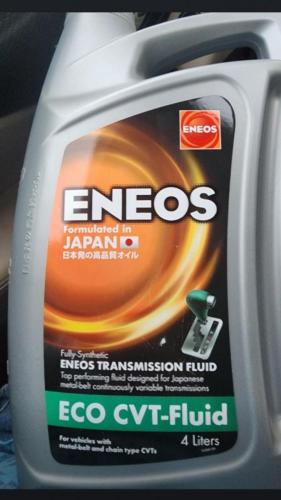 ENEOS
ENEOS
Formulated in
JAPAN
日本発の高品質オイル
Fully-Synthetic
ENEOS TRANSMISSION FLUID
Top performing fluid designed for Japanese
metal-belt continuously variable transmissions
ECO CVT-Fluid
For vehicles with
metal-belt and chain type CVTs
4 Liters